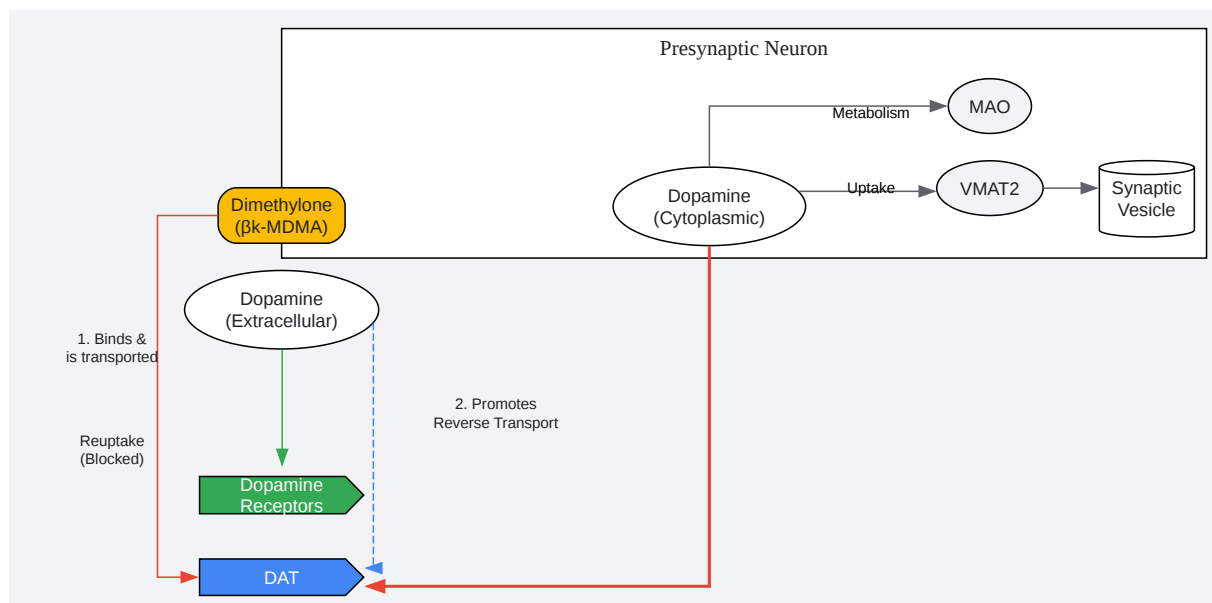 Presynaptic Neuron
MAO
Metabolism
Dopamine
(Cytoplasmic)
Uptake
VMAT2
Synaptic
Vesicle
Dimethylone
(βk-MDMA)
Dopamine
(Extracellular)
1. Binds &
is transported
2. Promotes
Reverse Transport
Reuptake
(Blocked)
Dopamine
Receptors
DAT